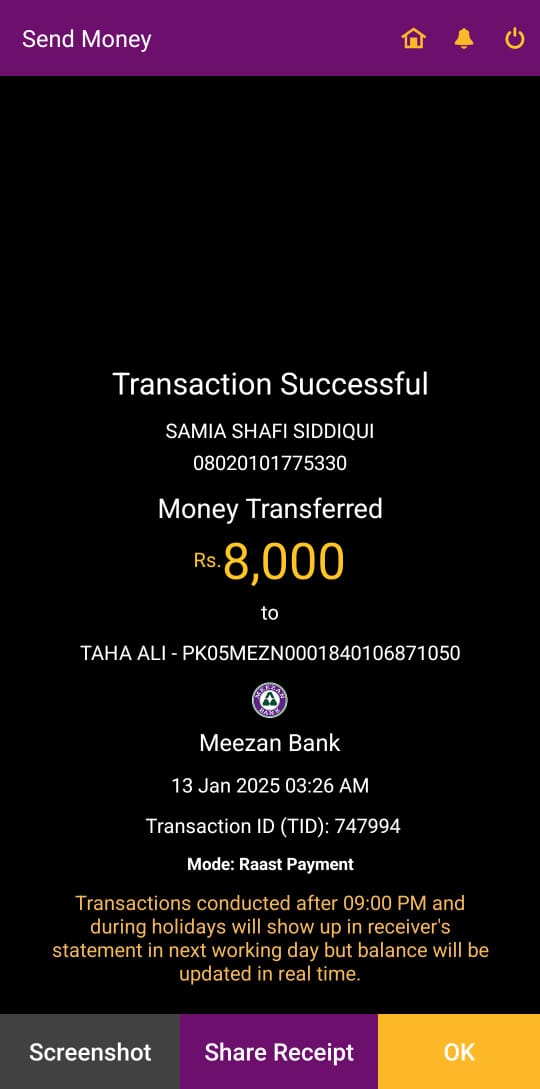 Send Money
Transaction Successful
SAMIA SHAFI SIDDIQUI
08020101775330
Money Transferred
Rs.8,000
to
TAHA ALI - PK05MEZN0001840106871050
MEEZAN
BANK
Meezan Bank
13 Jan 2025 03:26 AM
Transaction ID (TID): 747994
Mode: Raast Payment
Transactions conducted after 09:00 PM and
during holidays will show up in receiver's
statement in next working day but balance will be
updated in real time.
Screenshot
Share Receipt
OK